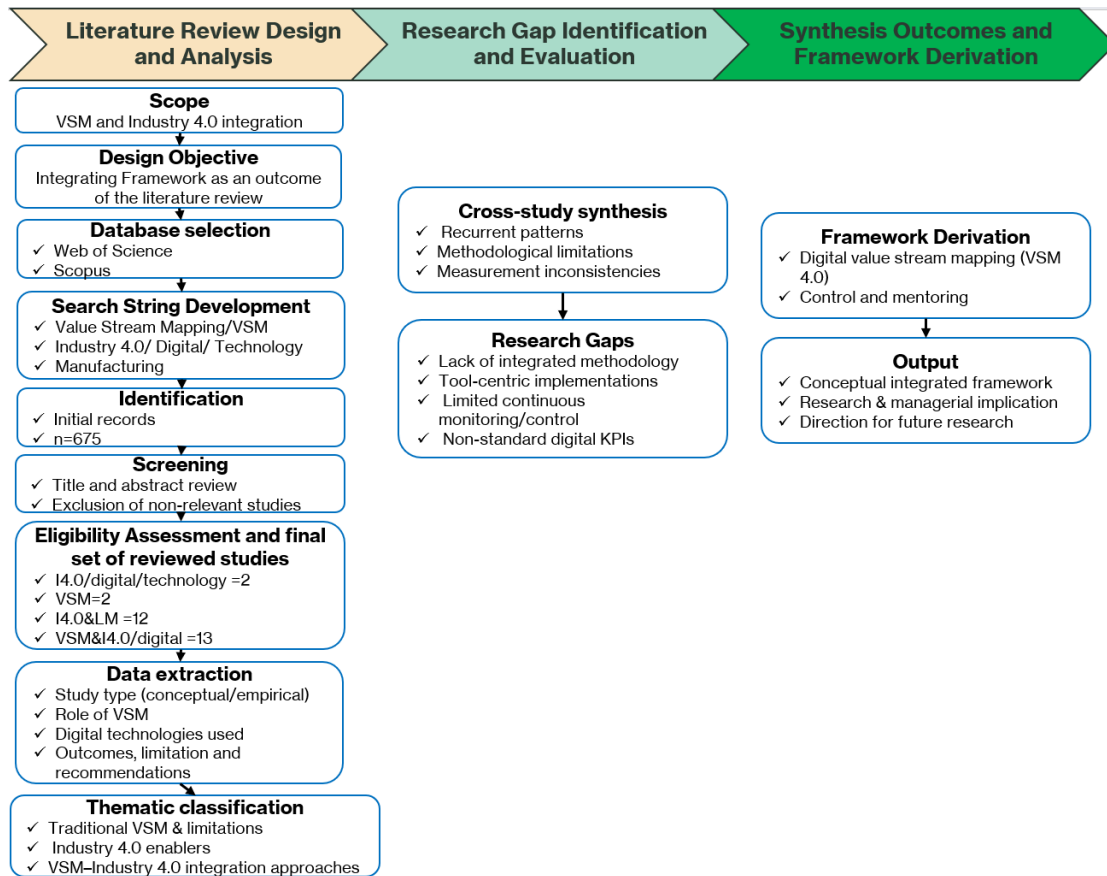 Literature Review Design
and Analysis
Research Gap Identification
and Evaluation
Synthesis Outcomes and
Framework Derivation
Scope
VSM and Industry 4.0 integration
Design Objective
Integrating Framework as an outcome
of the literature review
Database selection
✓ Web of Science
✓ Scopus
Search String Development
✓ Value Stream Mapping/VSM
✓ Industry 4.0/ Digital/ Technology
✓ Manufacturing
Identification
✓ Initial records
✓ n=675
Screening
✓ Title and abstract review
✓ Exclusion of non-relevant studies
Eligibility Assessment and final
set of reviewed studies
✓ I4.0/digital/technology =2
✓ VSM=2
✓ I4.0&LM =12
✓ VSM&I4.0/digital =13
Data extraction
✓ Study type (conceptual/empirical)
✓ Role of VSM
✓ Digital technologies used
✓ Outcomes, limitation and
recommendations
Thematic classification
✓ Traditional VSM & limitations
✓ Industry 4.0 enablers
✓ VSM–Industry 4.0 integration approaches
Cross-study synthesis
✓ Recurrent patterns
✓ Methodological limitations
✓ Measurement inconsistencies
Research Gaps
✓ Lack of integrated methodology
✓ Tool-centric implementations
✓ Limited continuous
monitoring/control
✓ Non-standard digital KPIs
Framework Derivation
✓ Digital value stream mapping (VSM
4.0)
✓ Control and mentoring
Output
✓ Conceptual integrated framework
✓ Research & managerial implication
✓ Direction for future research